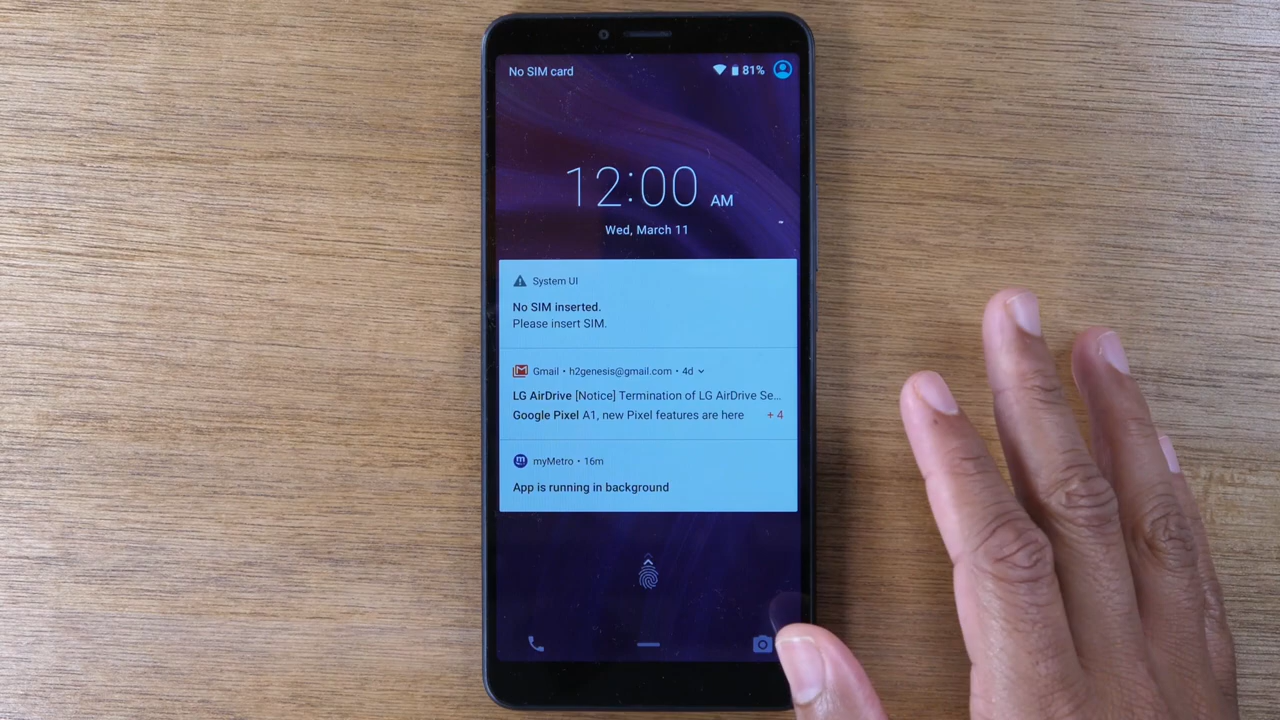 No SIM card
81%
12:00 AM
Wed, March 11
System UI
No SIM inserted.
Please insert SIM.
Gmail • h2genesis@gmail.com • 4d
LG AirDrive [Notice] Termination of LG AirDrive Se...
Google Pixel A1, new Pixel features are here + 4
myMetro • 16m
App is running in background